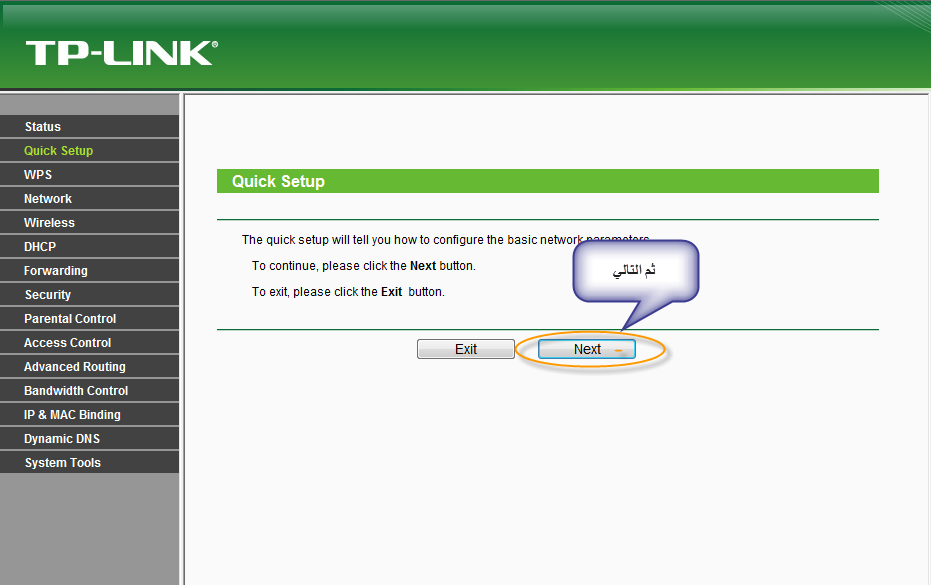 TP-LINK®
Status
Quick Setup
WPS
Network
Wireless
DHCP
Forwarding
Security
Parental Control
Access Control
Advanced Routing
Bandwidth Control
IP & MAC Binding
Dynamic DNS
System Tools
Quick Setup
The quick setup will tell you how to configure the basic network parameters.
To continue, please click the Next button.
To exit, please click the Exit button.
ثم التالي
Exit
Next